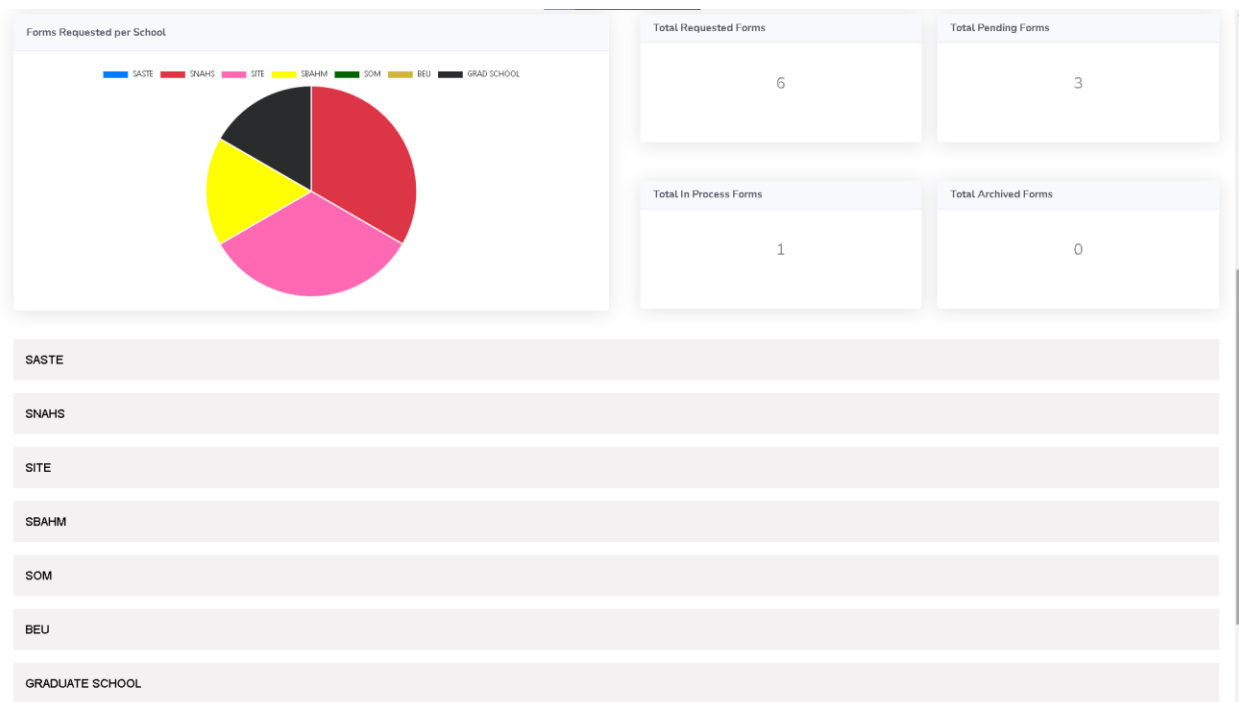 Forms Requested per School
SASTE SNAHS SITE SBAHM SOM BEU GRAD SCHOOL
Total Requested Forms
6
Total Pending Forms
3
Total In Process Forms
1
Total Archived Forms
0
SASTE
SNAHS
SITE
SBAHM
SOM
BEU
GRADUATE SCHOOL